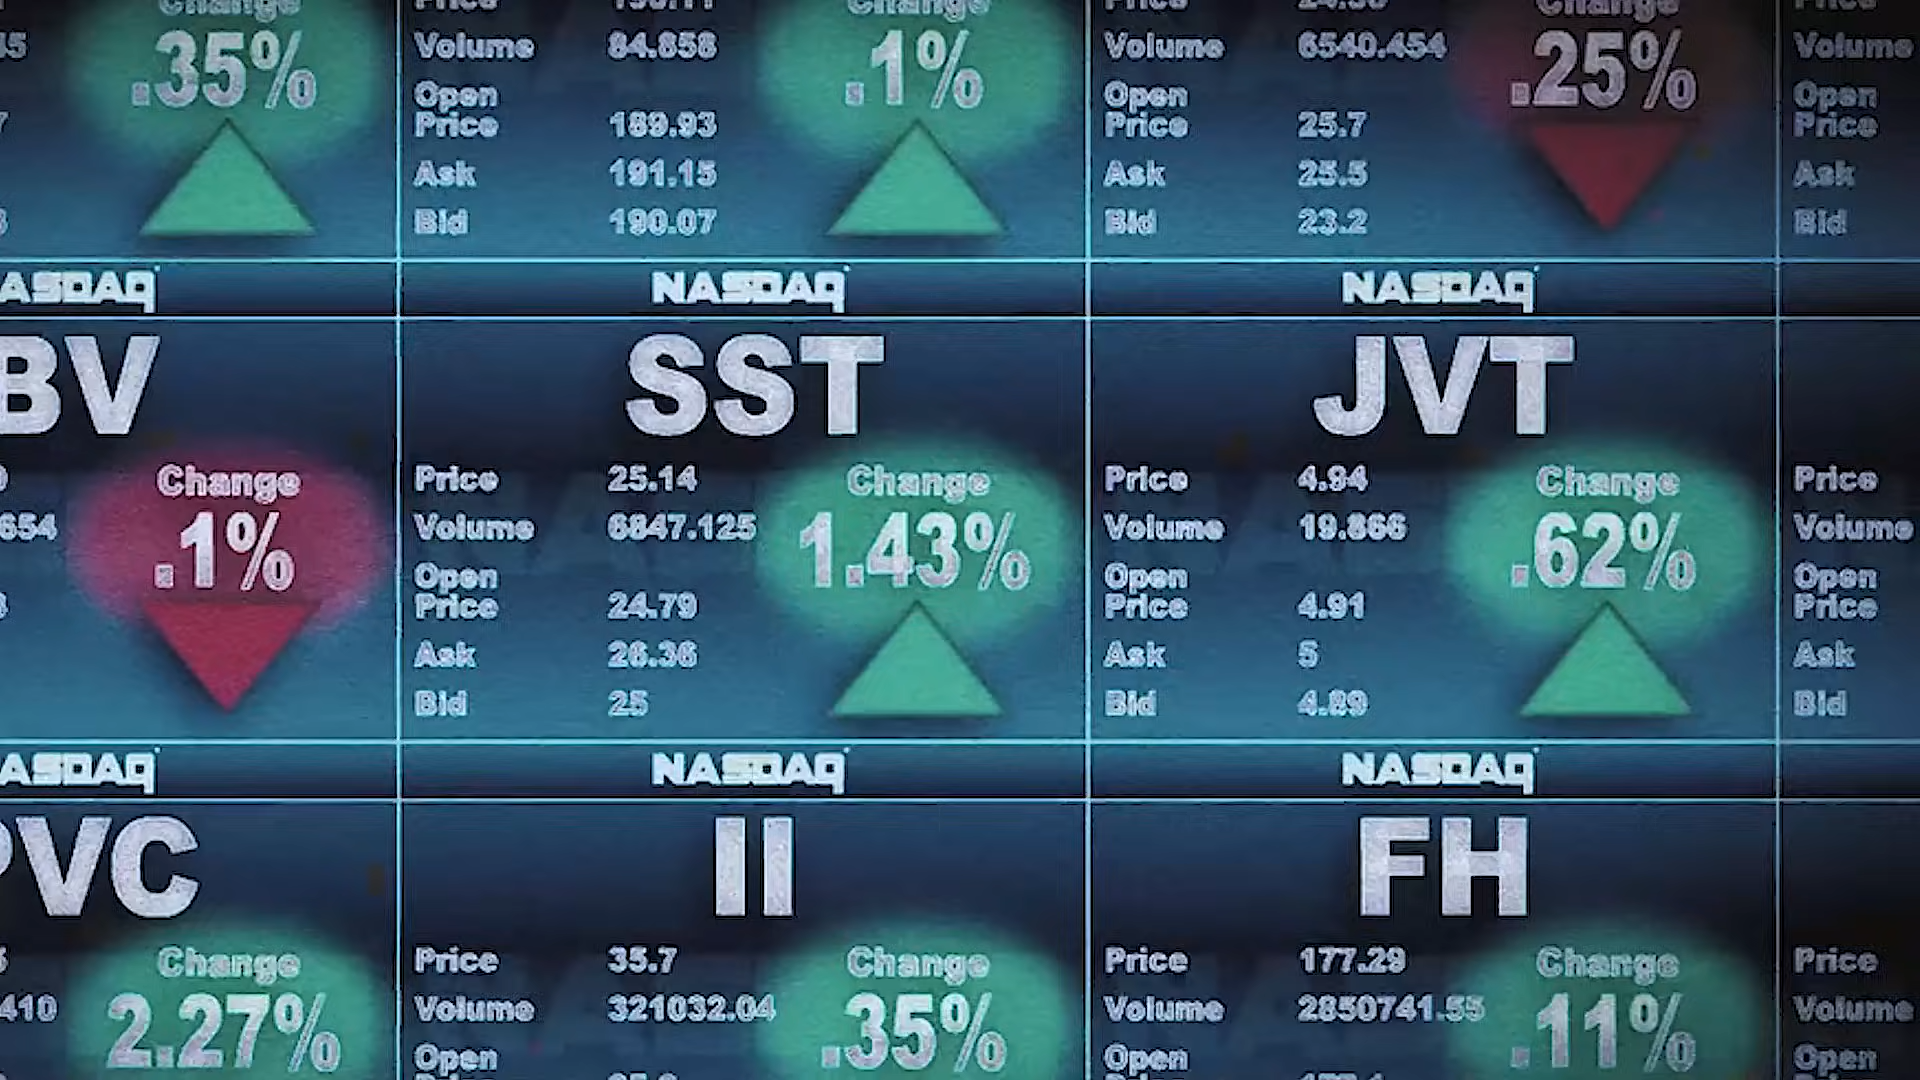 Change
.35%
Volume 84.858
Open
Price 189.93
Ask 191.15
Bid 190.07
Change
.1%
Volume 6540.454
Open
Price 25.7
Ask 25.5
Bid 23.2
Change
.25%
Volume
Open
Price
Ask
Bid
NASDAQ
NASDAQ
BV
Change
.1%
SST
Price 25.14
Volume 6847.125
Open
Price 24.79
Ask 26.36
Bid 25
Change
1.43%
JVT
Price 4.94
Volume 19.866
Open
Price 4.91
Ask 5
Bid 4.89
Change
.62%
Price
Volume
Open
Price
Ask
Bid
NASDAQ
NASDAQ
PVC
Change
2.27%
II
Price 35.7
Volume 321032.04
Open
Change
.35%
FH
Price 177.29
Volume 2850741.55
Open
Change
.11%
Price
Volume
Open